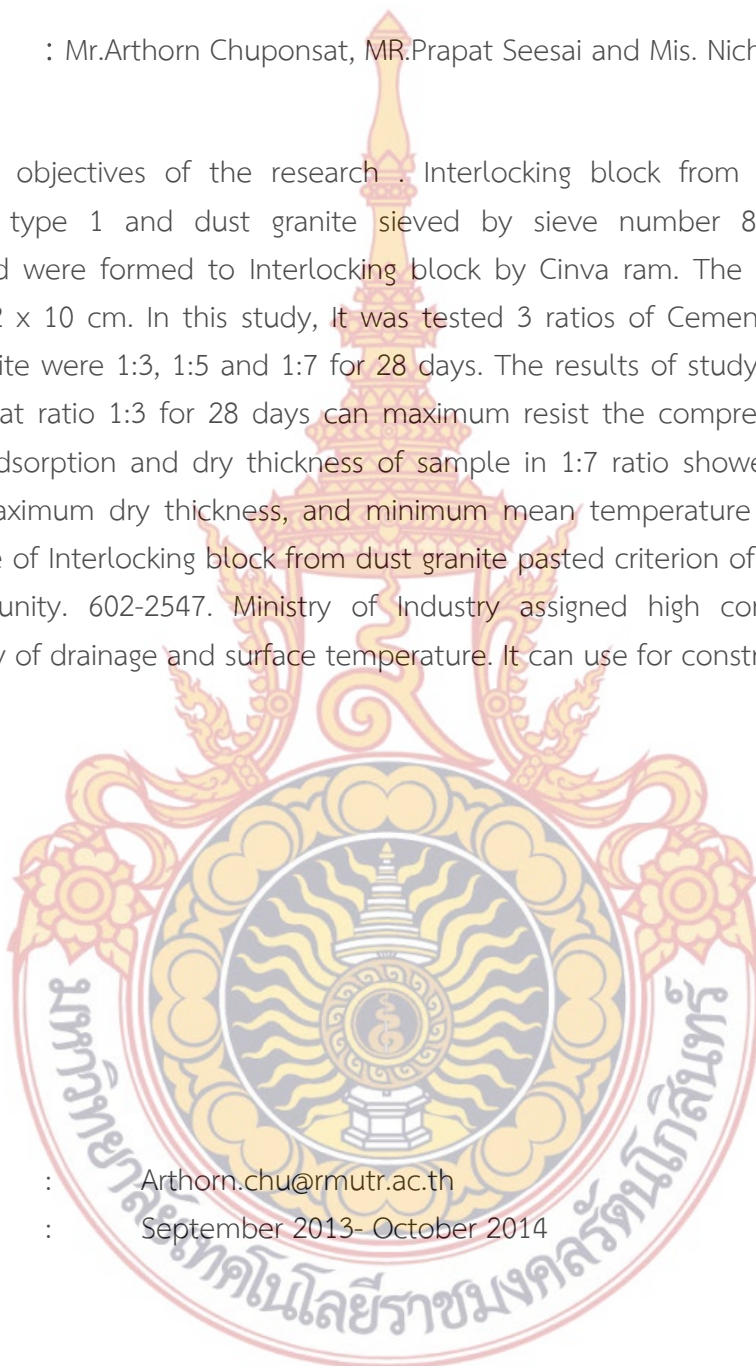 : Mr.Arthorn Chuponsat, MR.Prapat Seesai and Mis. Nich
objectives of the research . Interlocking block from
type 1 and dust granite sieved by sieve number 8
d were formed to Interlocking block by Cinva ram. The
2 x 10 cm. In this study, It was tested 3 ratios of Cemen
ite were 1:3, 1:5 and 1:7 for 28 days. The results of study
at ratio 1:3 for 28 days can maximum resist the compre
dsorption and dry thickness of sample in 1:7 ratio showe
aximum dry thickness, and minimum mean temperature
e of Interlocking block from dust granite pasted criterion of
unity. 602-2547. Ministry of Industry assigned high cor
y of drainage and surface temperature. It can use for constr
: Arthorn.chu@rmutr.ac.th
: September 2013- October 2014
มหาวิทยาลัยเทคโนโลยีราชมงคลรัตนโกสินทร์